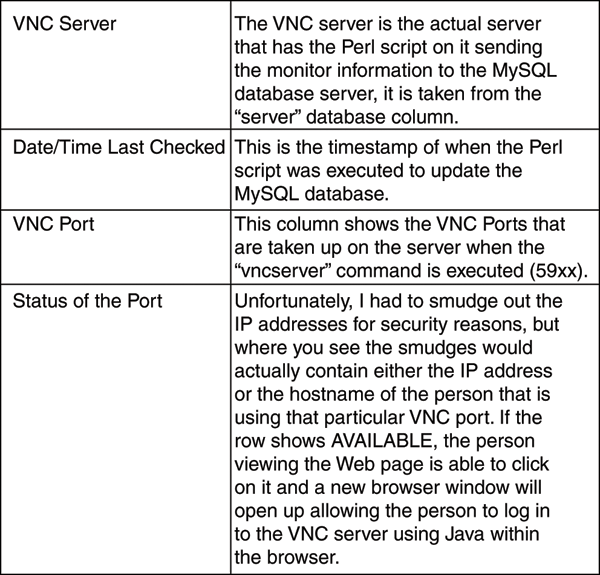 VNC Server
The VNC server is the actual server
that has the Perl script on it sending
the monitor information to the MySQL
database server, it is taken from the
“server” database column.
Date/Time Last Checked
This is the timestamp of when the Perl
script was executed to update the
MySQL database.
VNC Port
This column shows the VNC Ports that
are taken up on the server when the
“vncserver” command is executed (59xx).
Status of the Port
Unfortunately, I had to smudge out the
IP addresses for security reasons, but
where you see the smudges would
actually contain either the IP address
or the hostname of the person that is
using that particular VNC port. If the
row shows AVAILABLE, the person
viewing the Web page is able to click
on it and a new browser window will
open up allowing the person to log in
to the VNC server using Java within
the browser.